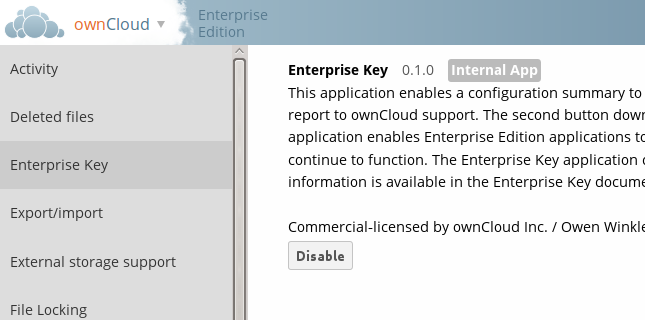 ownCloud
Enterprise
Edition
Activity
Deleted files
Enterprise Key
Export/import
External storage support
File Locking
Enterprise Key 0.1.0 Internal App
This application enables a configuration summary to
report to ownCloud support. The second button down
application enables Enterprise Edition applications to
continue to function. The Enterprise Key application
information is available in the Enterprise Key
Commercial-licensed by ownCloud Inc. / Owen
Disable